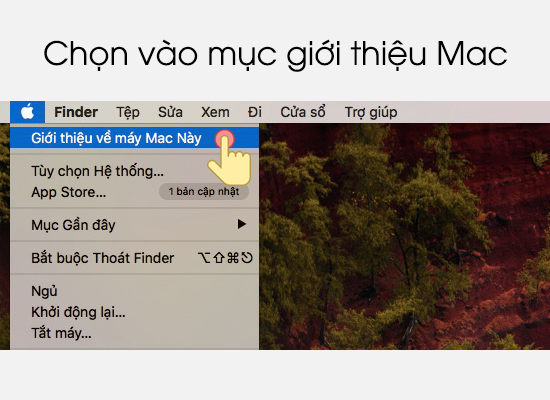 Chọn vào mục giới thiệu Mac
Finder Tệp Sửa Xem Đi Cửa sổ Trợ giúp
Giới thiệu về máy Mac Này
Tùy chọn Hệ thống...
App Store... 1 bản cập nhật
Mục Gần đây
Bắt buộc Thoát Finder ⌥⇧⌘⎋
Ngủ
Khởi động lại...
Tắt máy...